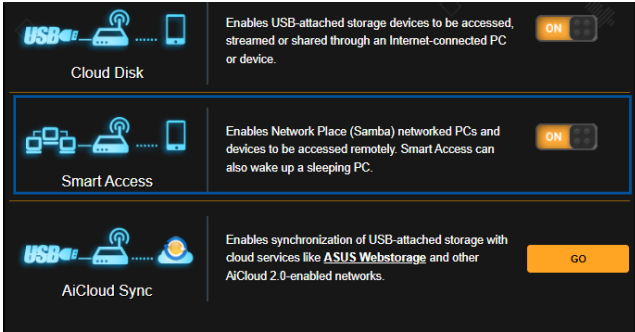 Enables USB-attached storage devices to be accessed,
streamed or shared through an Internet-connected PC
or device.
USB
Cloud Disk
ON
Enables Network Place (Samba) networked PCs and
devices to be accessed remotely. Smart Access can
also wake up a sleeping PC.
Smart Access
ON
Enables synchronization of USB-attached storage with
cloud services like ASUS Webstorage and other
AiCloud 2.0-enabled networks.
USB
AiCloud Sync
GO